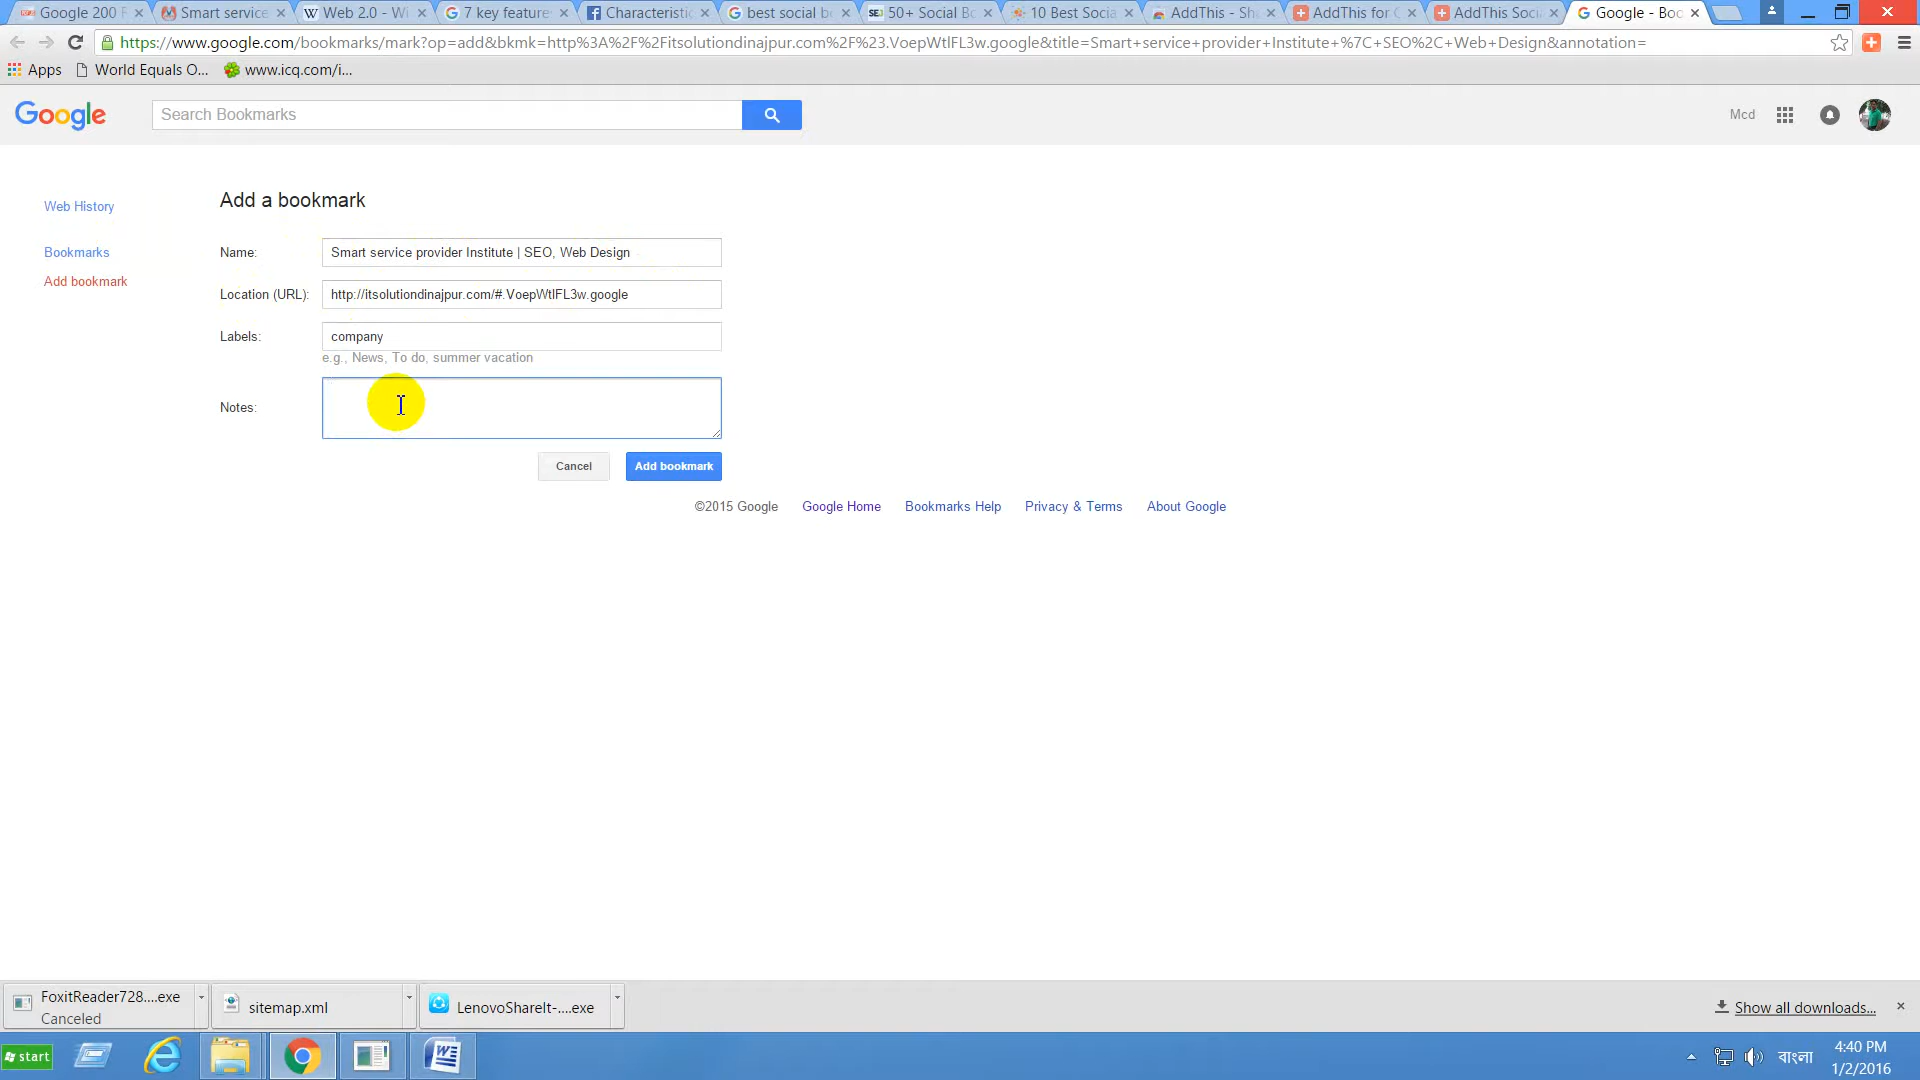 Google 200 F
Smart service
Web 2.0 - Wi
7 key feature
Characteristic
best social b
SE
50+ Social Bo
10 Best Socia
AddThis - Sh
AddThis for C
AddThis Soci
Google - Boo
https://www.google.com/bookmarks/mark?op=add&bkmk=http%3A%2F%2Fitsolutiondinajpur.com%2F%23.VoepWtlFL3w.google&title=Smart+service+provider+Institute+%7C+SEO%2C+Web+Design&annotation=
Apps
World Equals O...
www.icq.com/i...
Google
Search Bookmarks
Mcd
Add a bookmark
Web History
Name:
Smart service provider Institute | SEO, Web Design
Bookmarks
Add bookmark
Location (URL):
http://itsolutiondinajpur.com/#.VoepWtlFL3w.google
Labels:
company
e.g., News, To do, summer vacation
Notes:
Cancel
Add bookmark
©2015 Google
Google Home
Bookmarks Help
Privacy & Terms
About Google
FoxitReader728....exe
Canceled
sitemap.xml
LenovoShareIt-....exe
Show all downloads...
start
বাংলা
4:40 PM
1/2/2016